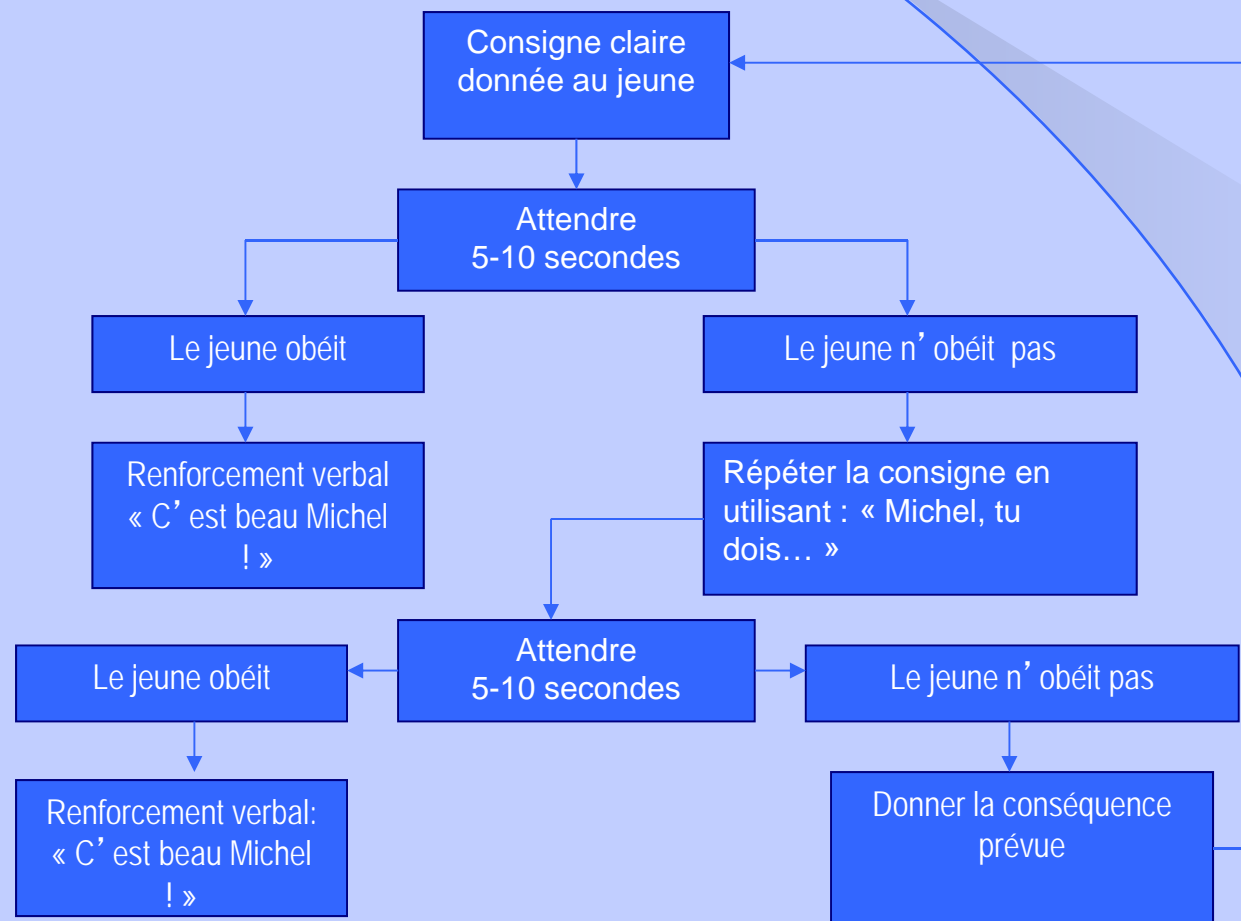 Consigne claire
donnée au jeune
Attendre
5-10 secondes
Le jeune obéit
Le jeune n’ obéit pas
Renforcement verbal
« C’ est beau Michel
! »
Répéter la consigne en
utilisant : « Michel, tu
dois… »
Attendre
5-10 secondes
Le jeune obéit
Le jeune n’ obéit pas
Renforcement verbal:
« C’ est beau Michel
! »
Donner la conséquence
prévue